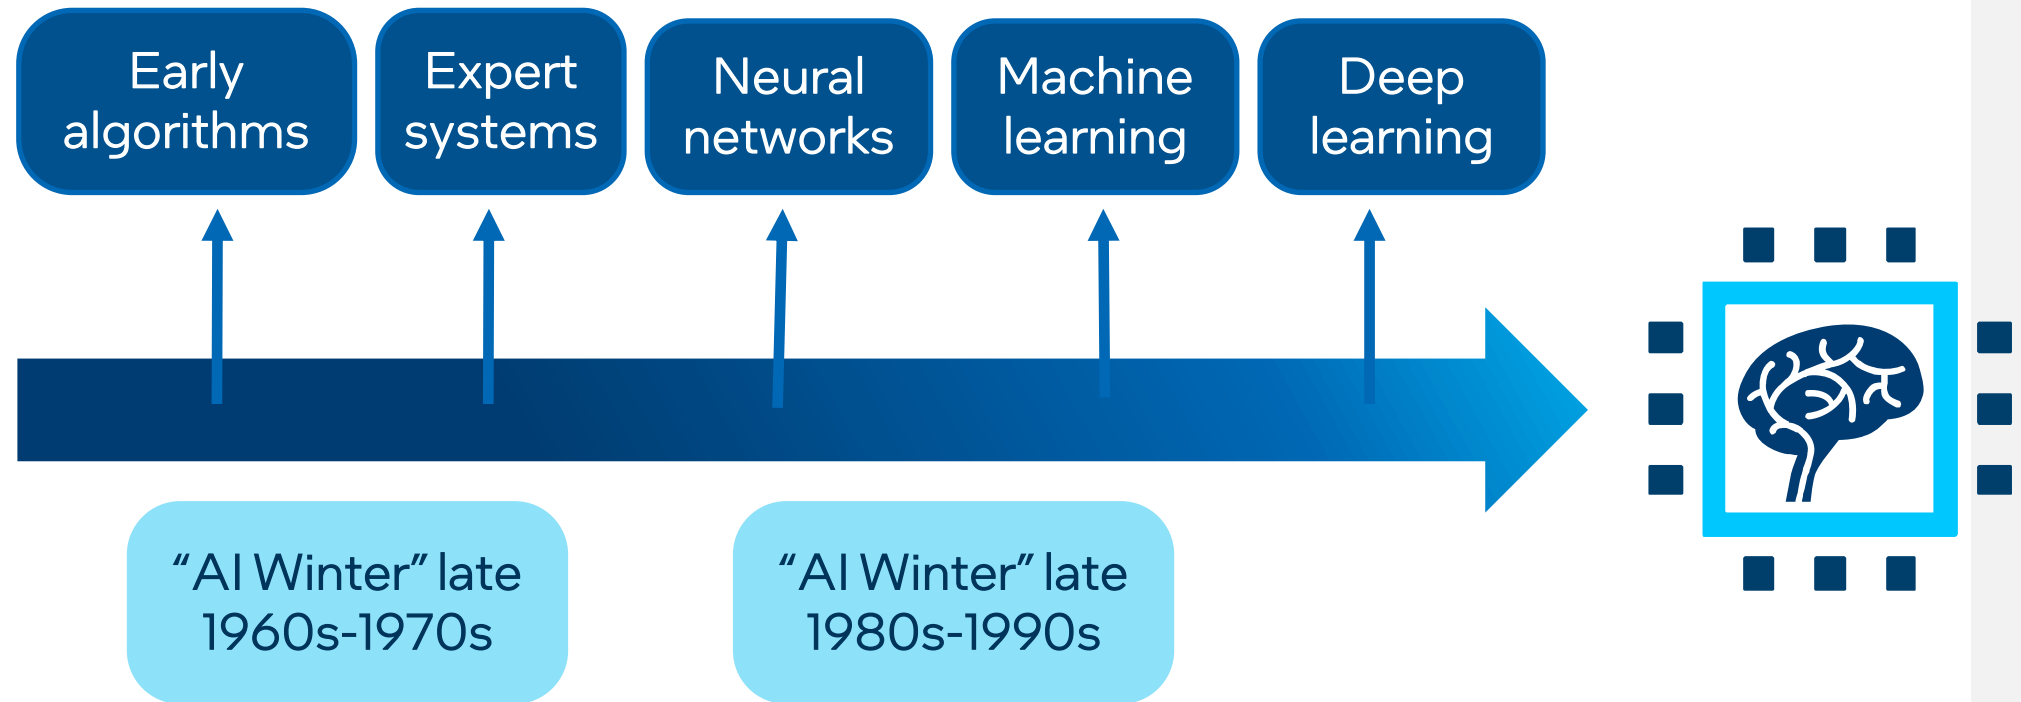 Early
algorithms
Expert
systems
Neural
networks
Machine
learning
Deep
learning
“AI Winter” late
1960s-1970s
“AI Winter” late
1980s-1990s